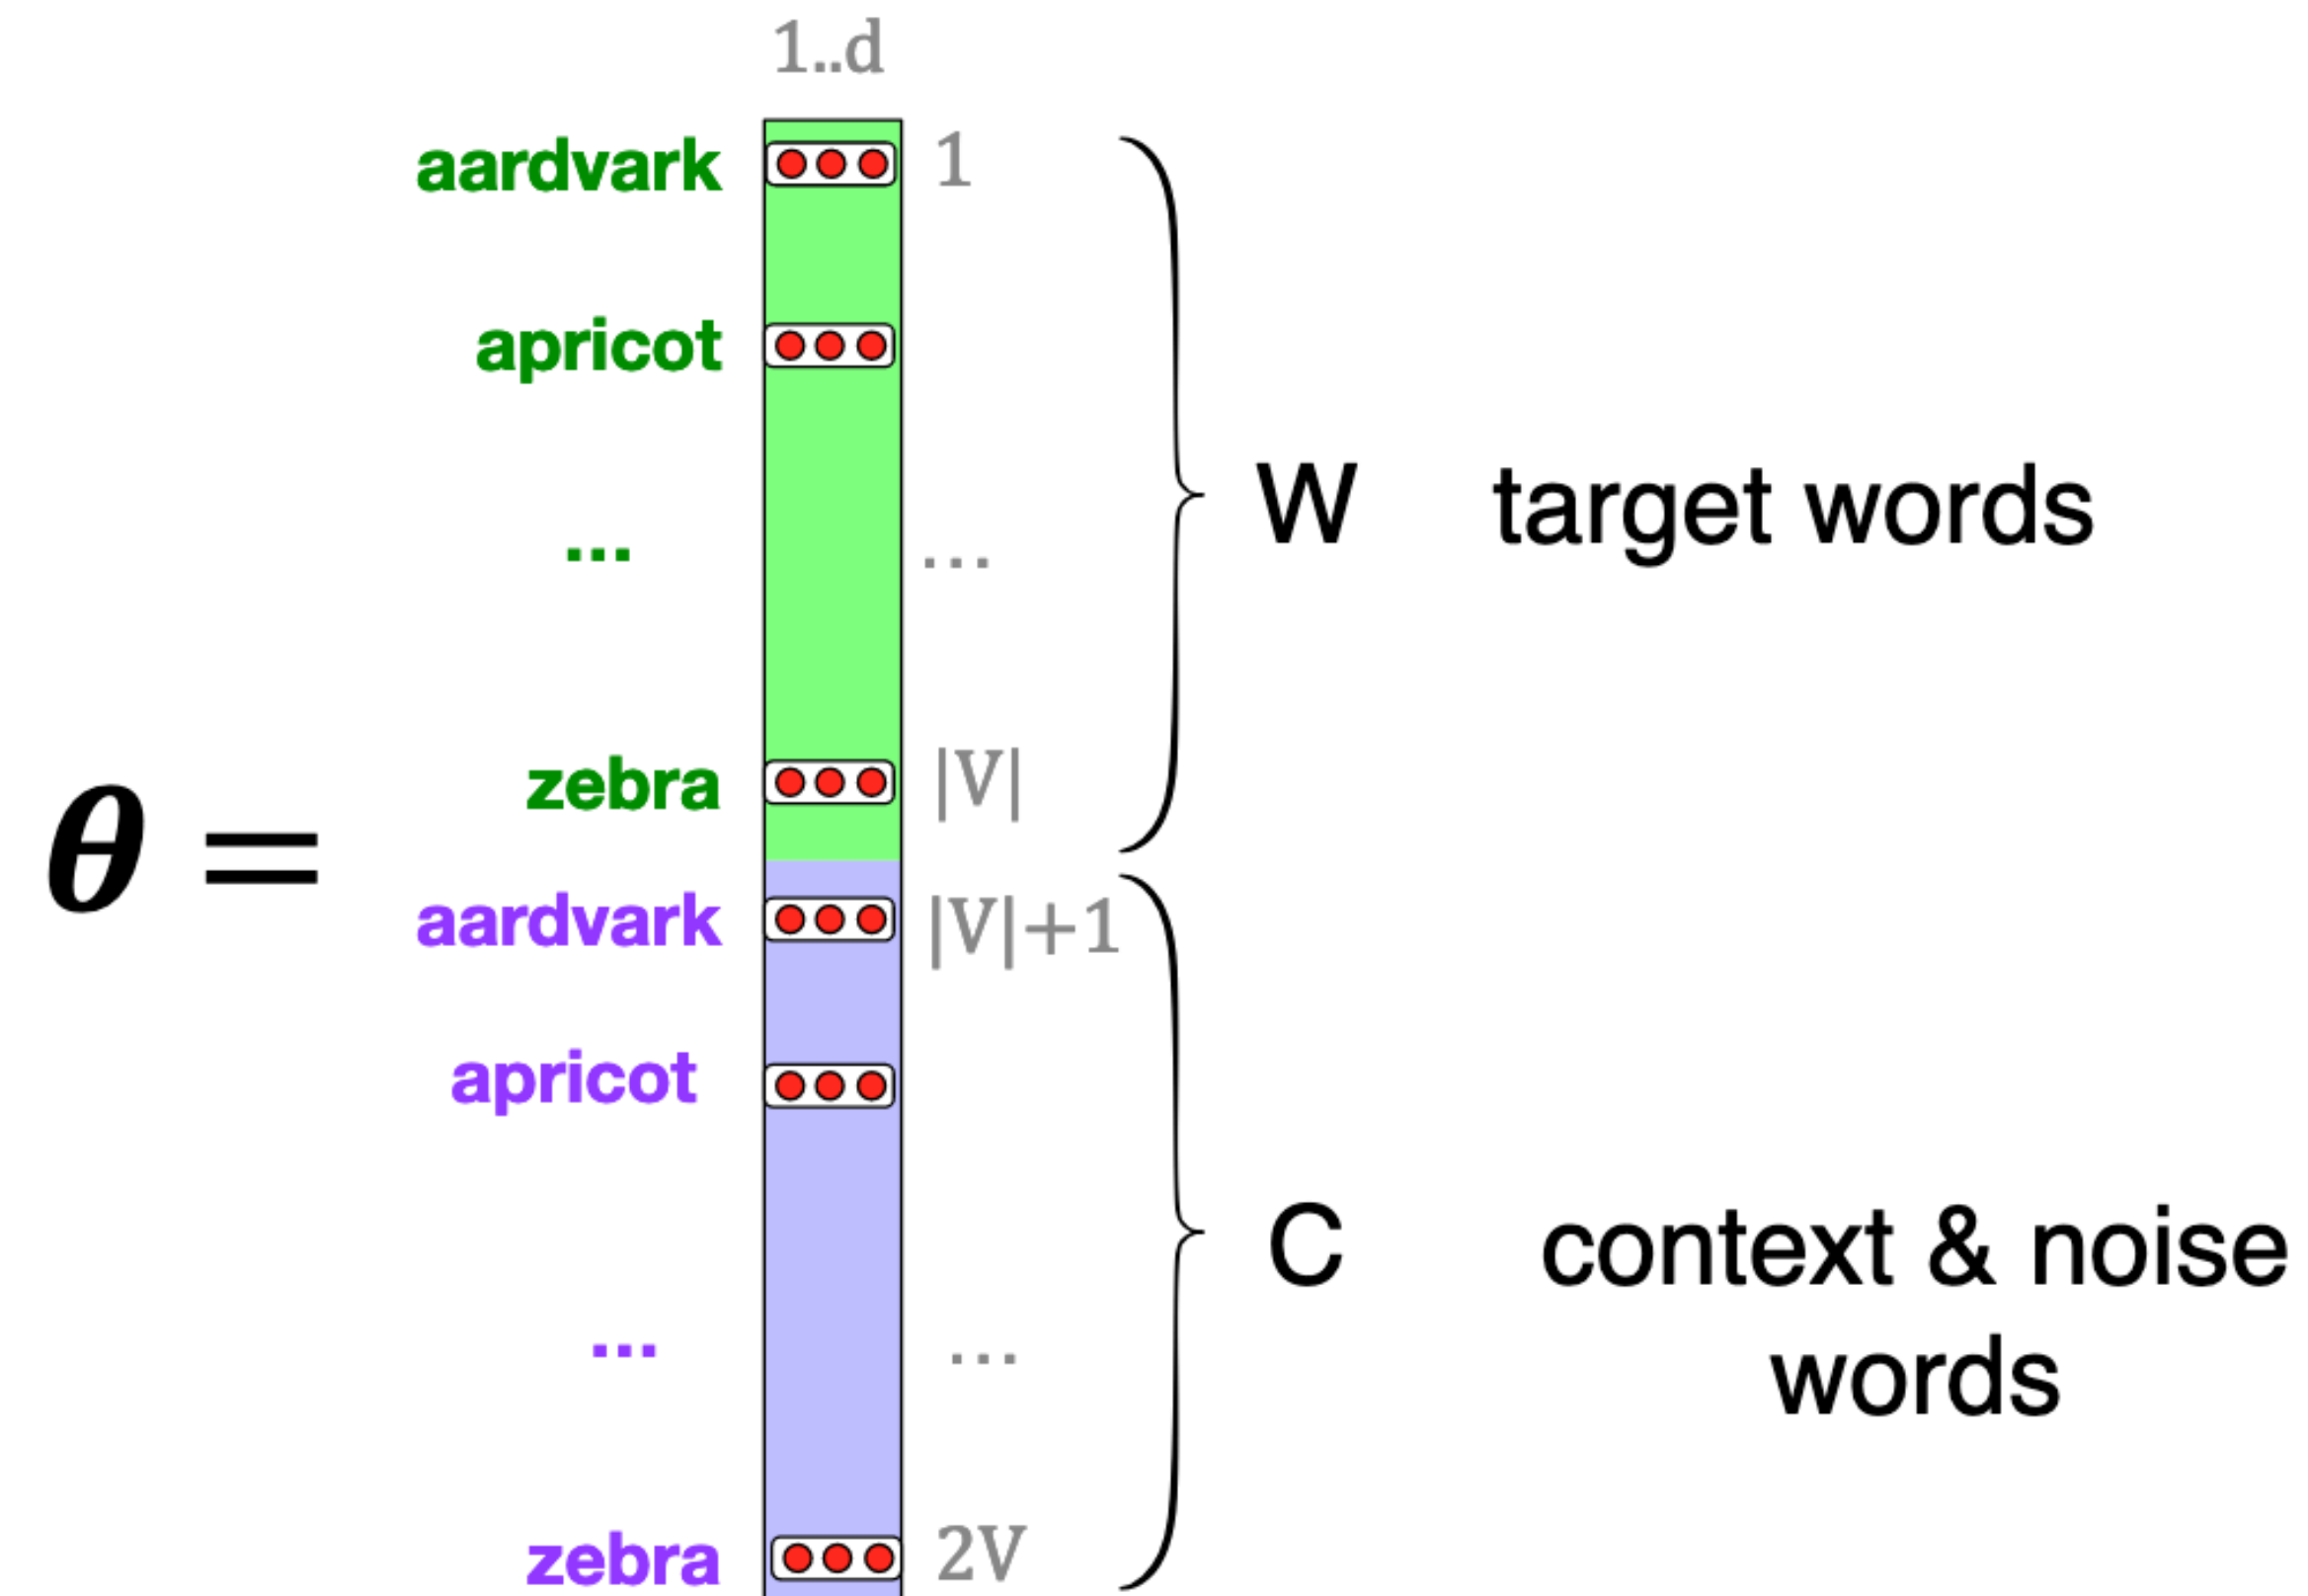 1..d
aardvark 1
apricot
... ...
W target words
zebra |V|
θ =
aardvark |V|+1
apricot
C context & noise
words
... ...
zebra 2V